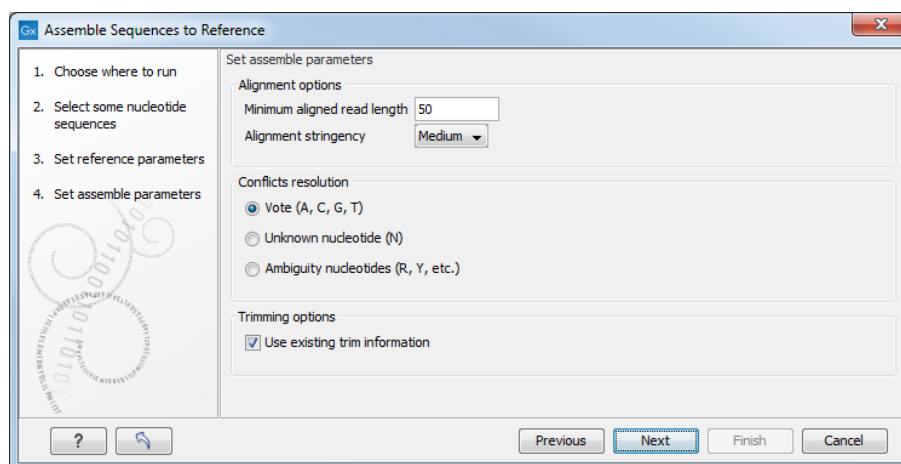 Gx Assemble Sequences to Reference
1. Choose where to run
2. Select some nucleotide
sequences
3. Set reference parameters
4. Set assemble parameters
Set assemble parameters
Alignment options
Minimum aligned read length 50
Alignment stringency Medium
Conflicts resolution
Vote (A, C, G, T)
Unknown nucleotide (N)
Ambiguity nucleotides (R, Y, etc.)
Trimming options
Use existing trim information
?
Previous
Next
Finish
Cancel